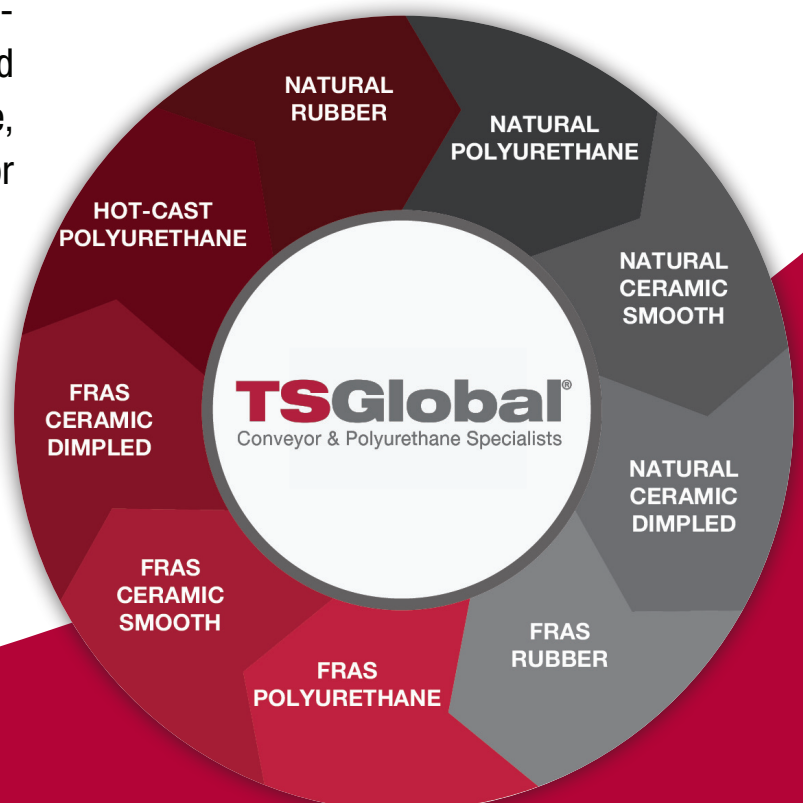 -
d
e,
or
NATURAL
RUBBER
NATURAL
POLYURETHANE
NATURAL
CERAMIC
SMOOTH
NATURAL
CERAMIC
DIMPLED
FRAS
RUBBER
FRAS
POLYURETHANE
FRAS
CERAMIC
SMOOTH
FRAS
CERAMIC
DIMPLED
HOT-CAST
POLYURETHANE
TSGlobal®
Conveyor & Polyurethane Specialists